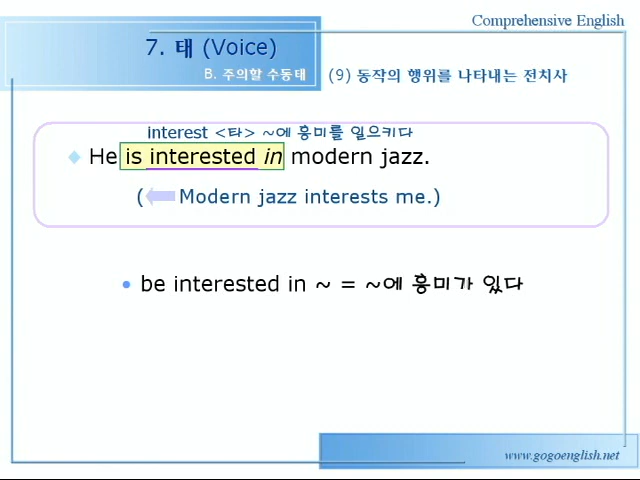 Comprehensive English
7. 태 (Voice)
B. 주의할 수동태
(9) 동작의 행위를 나타내는 전치사
interest <타> ~에 흥미를 일으키다
He is interested in modern jazz.
( Modern jazz interests me.)
be interested in ~ = ~에 흥미가 있다
www.gogoenglish.net